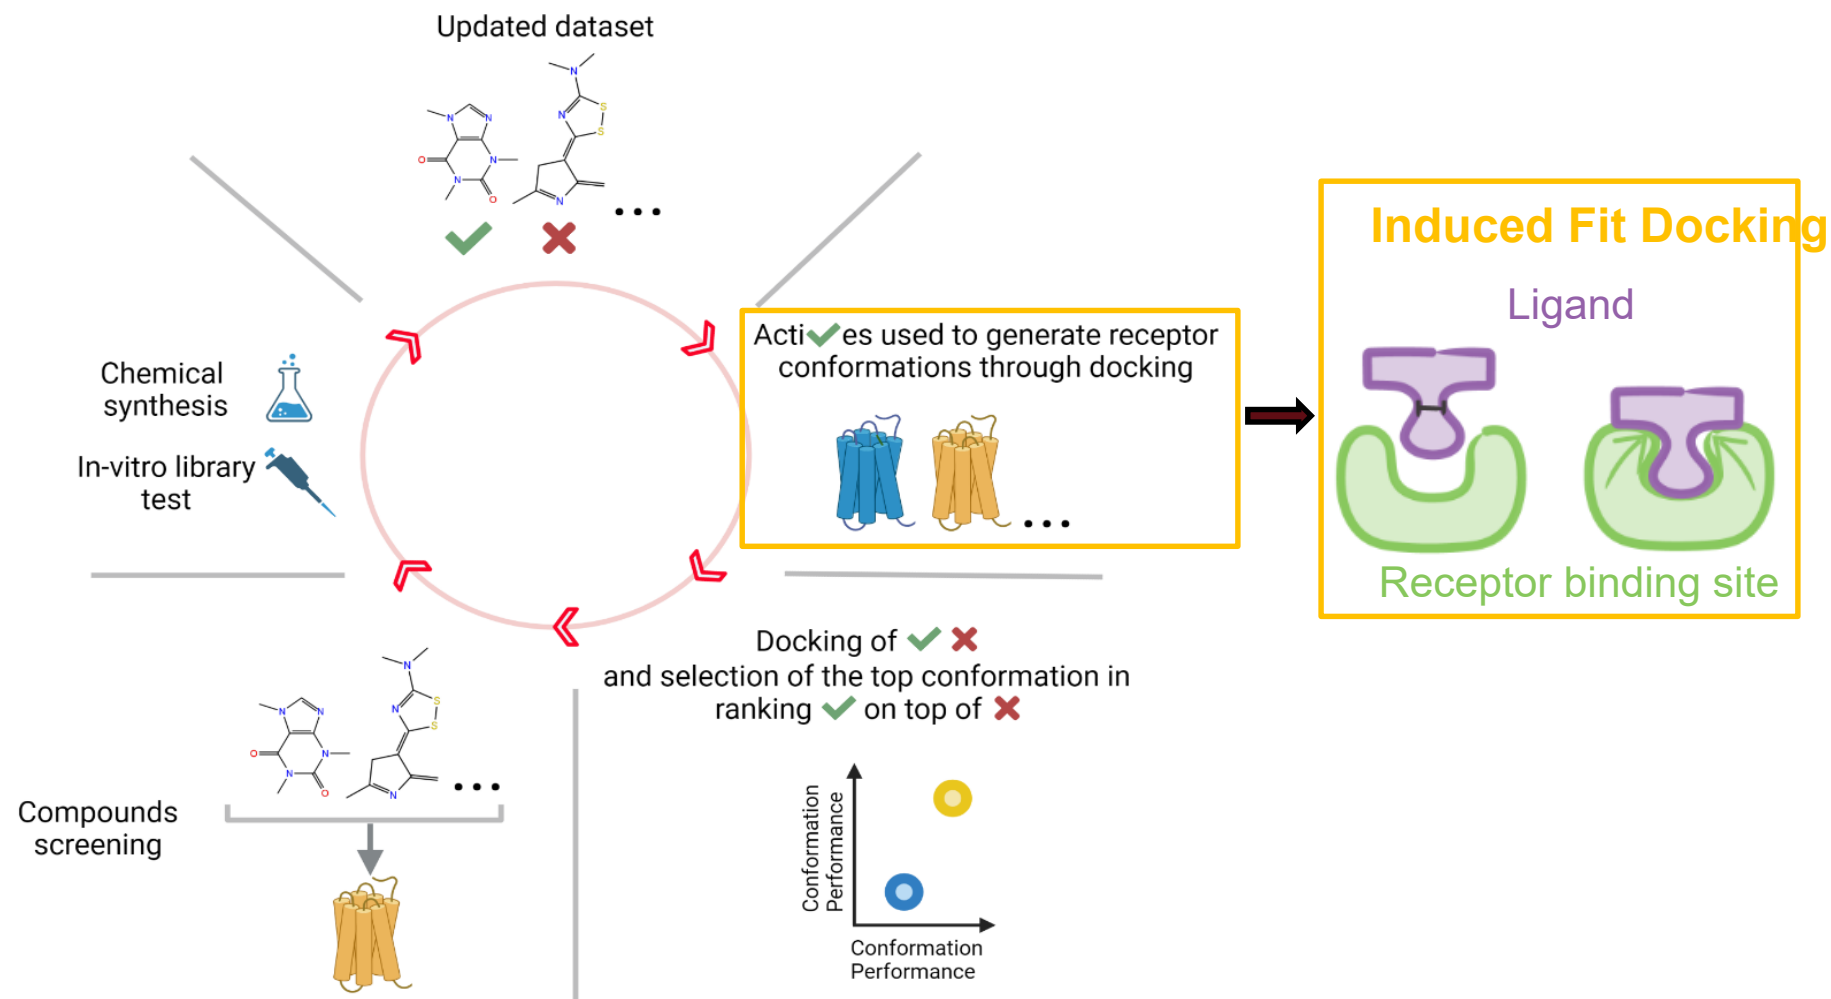 Updated dataset
Acti✔es used to generate receptor
conformations through docking
Induced Fit Docking
Ligand
Receptor binding site
Docking of ✔ ✖
and selection of the top conformation in
ranking ✔ on top of ✖
Conformation
Performance
Conformation
Performance
Compounds
screening
Chemical
synthesis
In-vitro library
test
N
N
N
N
O
O
N
N
S
S
N
N
N
N
N
O
O
N
N
S
S
N